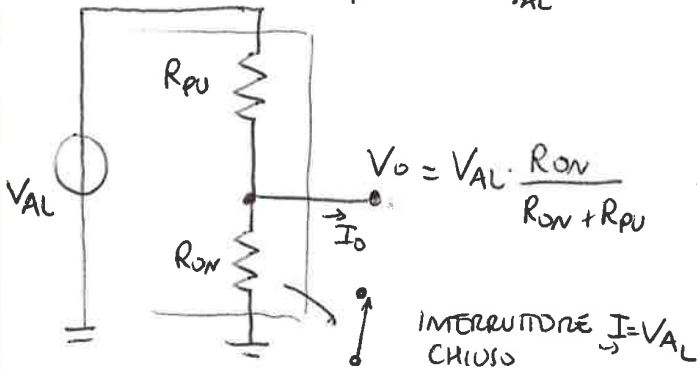 AL
R_PU
V_AL
V_O = V_AL · R_ON / (R_ON + R_PU)
I_O
R_ON
INTERRUTTORE I=V_AL
CHIUSO